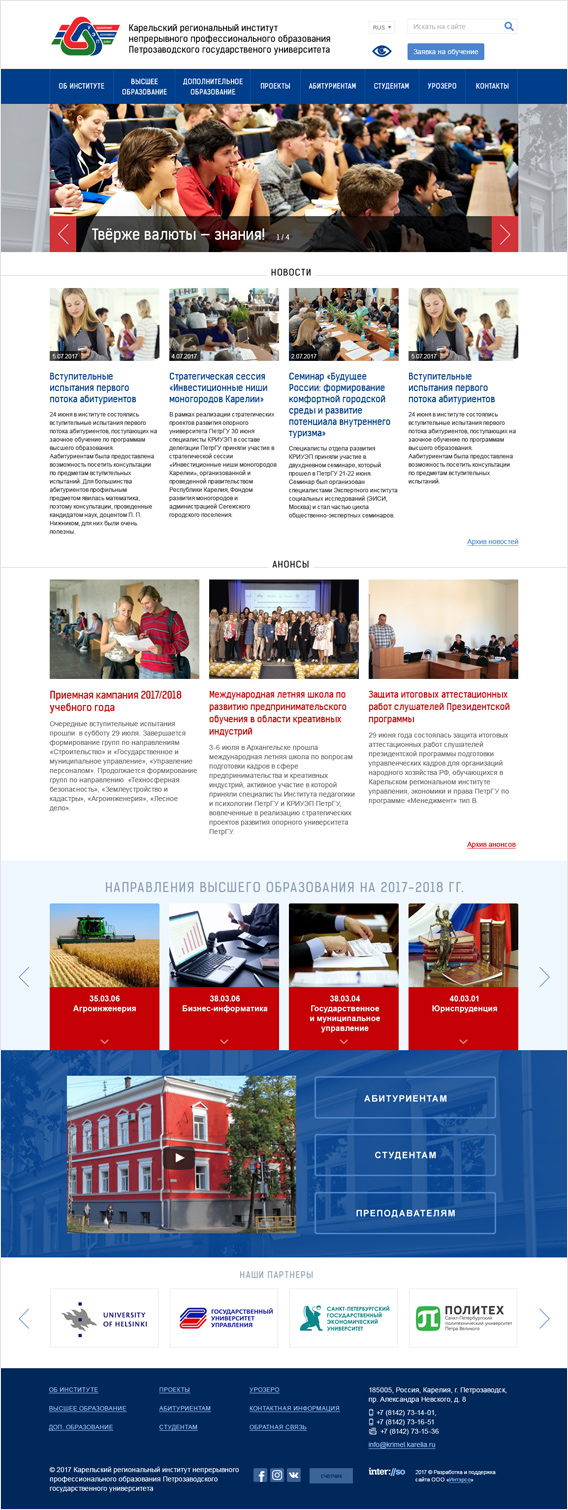 Карельский региональный институт
непрерывного профессионального образования
Петрозаводского государственого университета
RUS
Искать на сайте
Заявка на обучение
ОБ ИНСТИТУТЕ
ВЫСШЕЕ
ОБРАЗОВАНИЕ
ДОПОЛНИТЕЛЬНОЕ
ОБРАЗОВАНИЕ
ПРОЕКТЫ
АБИТУРИЕНТАМ
СТУДЕНТАМ
УРОЗЕРО
КОНТАКТЫ
Твёрже валюты – знания! 1 / 4
НОВОСТИ
5.07.2017
Вступительные
испытания первого
потока абитуриентов
24 июня в институте состоялись
вступительные испытания первого
потока абитуриентов, поступающих на
заочное обучение по программам
высшего образования.
Абитуриентам была предоставлена
возможность посетить консультации
по предметам вступительных
испытаний. Для большинства
абитуриентов профильным
предметом явилась математика,
поэтому консультации, проведенные
кандидатом наук, доцентом П. П.
Нижником, для них были очень
полезны.
4.07.2017
Стратегическая сессия
«Инвестиционные ниши
моногородов Карелии»
В рамках реализации стратегических
проектов развития опорного
университета ПетрГУ 30 июня
специалисты КРИУЭП в составе
делегации ПетрГУ приняли участие в
стратегической сессии
«Инвестиционные ниши моногородов
Карелии», организованной и
проведенной правительством
Республики Карелия, Фондом
развития моногородов и
администрацией Сегежского
городского поселения.
2.07.2017
Семинар «Будущее
России: формирование
комфортной городской
среды и развитие
потенциала внутреннего
туризма»
Специалисты отдела развития
КРИУЭП приняли участие в
двухдневном семинаре, который
прошел в ПетрГУ 21-22 июня.
Семинар был организован
специалистами Экспертного института
социальных исследований (ЭИСИ,
Москва) и стал частью цикла
общественно-экспертных семинаров.
5.07.2017
Вступительные
испытания первого
потока абитуриентов
24 июня в институте состоялись
вступительные испытания первого
потока абитуриентов, поступающих на
заочное обучение по программам
высшего образования.
Абитуриентам была предоставлена
возможность посетить консультации
по предметам вступительных
испытаний.
Архив новостей
АНОНСЫ
Приемная кампания 2017/2018
учебного года
Очередные вступительные испытания
прошли в субботу 29 июля. Завершается
формирование групп по направлениям
«Строительство» и «Государственное и
муниципальное управление», «Управление
персоналом». Продолжается формирование
групп по направлению «Техносферная
безопасность», «Землеустройство и
кадастры», «Агроинженерия», «Лесное
дело».
Международная летняя школа по
развитию предпринимательского
обучения в области креативных
индустрий
3–6 июля в Архангельске прошла
международная летняя школа по
вопросам подготовки кадров в сфере
предпринимательства и креативных
индустрий, активное участие в которой
приняли специалисты Института педагогики
и психологии ПетрГУ и КРИУЭП ПетрГУ,
вовлеченные в реализацию стратегических
проектов развития опорного университета
ПетрГУ.
Защита итоговых аттестационных
работ слушателей Президентской
программы
29 июня года состоялась защита итоговых
аттестационных работ слушателей
президентской программы подготовки
управленческих кадров для организаций
народного хозяйства РФ, обучающихся в
Карельском региональном институте
управления, экономики и права ПетрГУ по
программе «Менеджмент» тип В.
Архив анонсов
НАПРАВЛЕНИЯ ВЫСШЕГО ОБРАЗОВАНИЯ НА 2017-2018 ГГ.
35.03.06
Агроинженерия
38.03.06
Бизнес-информатика
38.03.04
Государственное
и муниципальное
управление
40.03.01
Юриспруденция
АБИТУРИЕНТАМ
СТУДЕНТАМ
ПРЕПОДАВАТЕЛЯМ
НАШИ ПАРТНЕРЫ
UNIVERSITY
OF HELSINKI
ГОСУДАРСТВЕННЫЙ
УНИВЕРСИТЕТ
УПРАВЛЕНИЯ
САНКТ-ПЕТЕРБУРГСКИЙ
ГОСУДАРСТВЕННЫЙ
ЭКОНОМИЧЕСКИЙ
УНИВЕРСИТЕТ
ПОЛИТЕХ
Санкт-Петербургский
политехнический университет
Петра Великого
ОБ ИНСТИТУТЕ
ВЫСШЕЕ ОБРАЗОВАНИЕ
ДОП. ОБРАЗОВАНИЕ
ПРОЕКТЫ
АБИТУРИЕНТАМ
СТУДЕНТАМ
УРОЗЕРО
КОНТАКТНАЯ ИНФОРМАЦИЯ
ОБРАТНАЯ СВЯЗЬ
185005, Россия, Карелия, г. Петрозаводск,
пр. Александра Невского, д. 8
+7 (8142) 73-14-01,
+7 (8142) 73-16-51
+7 (8142) 73-15-36
info@krimel.karelia.ru
© 2017 Карельский региональный институт непрерывного
профессионального образования Петрозаводского
государственного университета
счетчик
inter://so
2017 © Разработка и поддержка
сайта ООО «Интерсо»